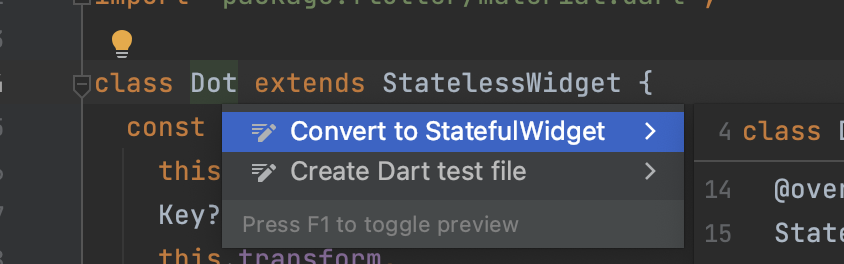 import 'package:flutter/material.dart';
class Dot extends StatelessWidget {
const
this
Key?
this.transform,
Convert to StatefulWidget
Create Dart test file
Press F1 to toggle preview
4 class
14 @over
15 State